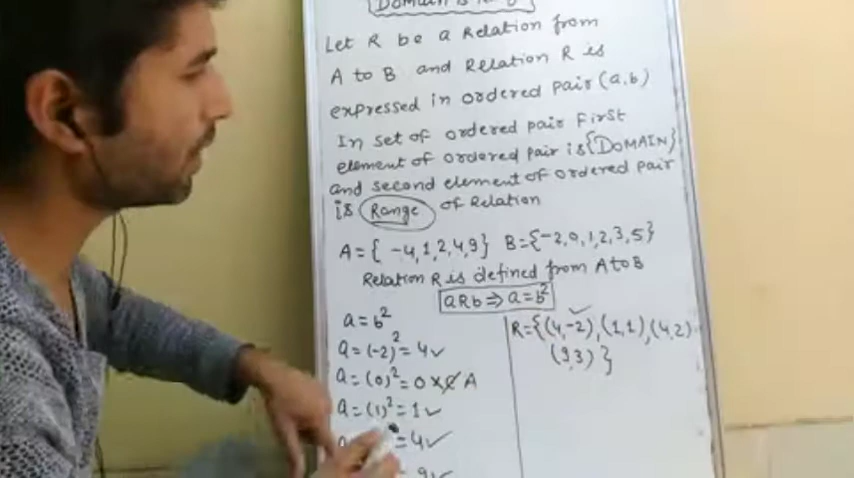 Let R be a Relation from
A to B and Relation R is
expressed in ordered pair (a,b)
In set of ordered pair First
element of ordered pair is {DOMAIN}
and second element of ordered pair
is Range of Relation
A = { -4,1,2,4,9} B={-2,0,1,2,3,5}
Relation R is defined from A to B
aRb ⇒ a=b²
a=b²
a=(-2)²=4✓
a=(0)²=0 × ∉ A
a=(1)²=1✓
=4✓
9✓
R={(4,-2),(1,1),(4,2)
(9,3)}